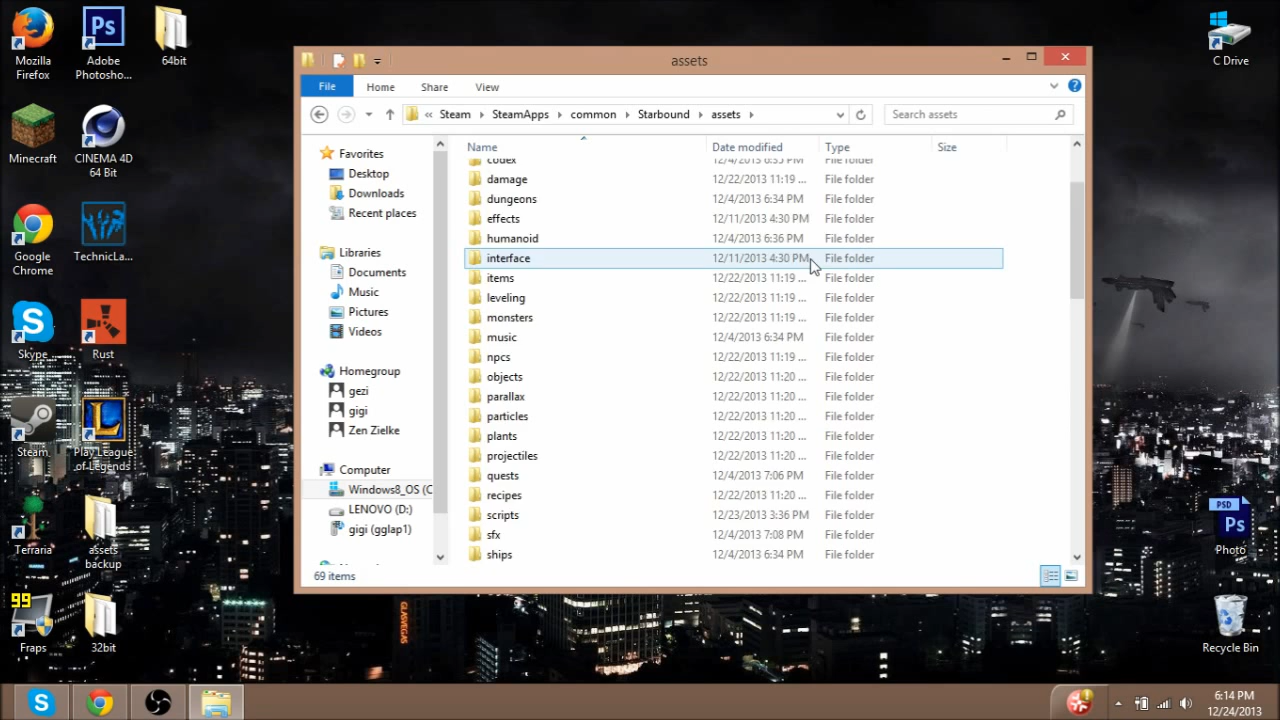 Mozilla
Firefox
Adobe
Photosho...
64bit
Minecraft
CINEMA 4D
64 Bit
Google
Chrome
TechnicLa...
Skype
Rust
Steam
Play League
of Legends
Terraria
assets
backup
99
Fraps
32bit
C Drive
PSD
Ps
Photo
Recycle Bin
assets
File
Home
Share
View
« Steam
SteamApps
common
Starbound
assets
Search assets
Favorites
Desktop
Downloads
Recent places
Libraries
Documents
Music
Pictures
Videos
Homegroup
gezi
gigi
Zen Zielke
Computer
Windows8_OS (C
LENOVO (D:)
gigi (gglap1)
Name Date modified Type Size
codex 12/4/2013 6:35 PM File folder
damage 12/22/2013 11:19 ... File folder
dungeons 12/4/2013 6:34 PM File folder
effects 12/11/2013 4:30 PM File folder
humanoid 12/4/2013 6:36 PM File folder
interface 12/11/2013 4:30 PM File folder
items 12/22/2013 11:19 ... File folder
leveling 12/22/2013 11:19 ... File folder
monsters 12/22/2013 11:19 ... File folder
music 12/4/2013 6:34 PM File folder
npcs 12/22/2013 11:19 ... File folder
objects 12/22/2013 11:20 ... File folder
parallax 12/22/2013 11:20 ... File folder
particles 12/22/2013 11:20 ... File folder
plants 12/22/2013 11:20 ... File folder
projectiles 12/22/2013 11:20 ... File folder
quests 12/4/2013 7:06 PM File folder
recipes 12/22/2013 11:20 ... File folder
scripts 12/23/2013 3:36 PM File folder
sfx 12/4/2013 7:08 PM File folder
ships 12/4/2013 6:34 PM File folder
69 items
6:14 PM
12/24/2013